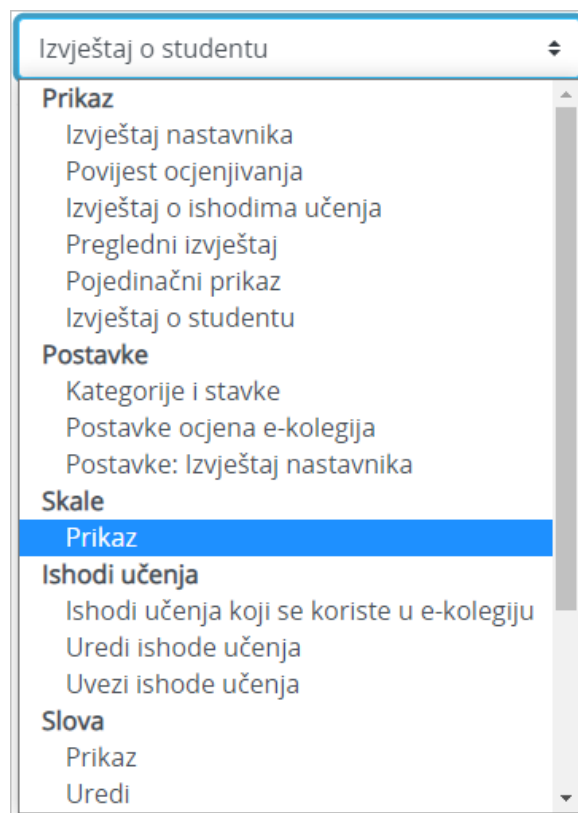 Izvještaj o studentu
Prikaz
Izvještaj nastavnika
Povijest ocjenjivanja
Izvještaj o ishodima učenja
Pregledni izvještaj
Pojedinačni prikaz
Izvještaj o studentu
Postavke
Kategorije i stavke
Postavke ocjena e-kolegija
Postavke: Izvještaj nastavnika
Skale
Prikaz
Ishodi učenja
Ishodi učenja koji se koriste u e-kolegiju
Uredi ishode učenja
Uvezi ishode učenja
Slova
Prikaz
Uredi